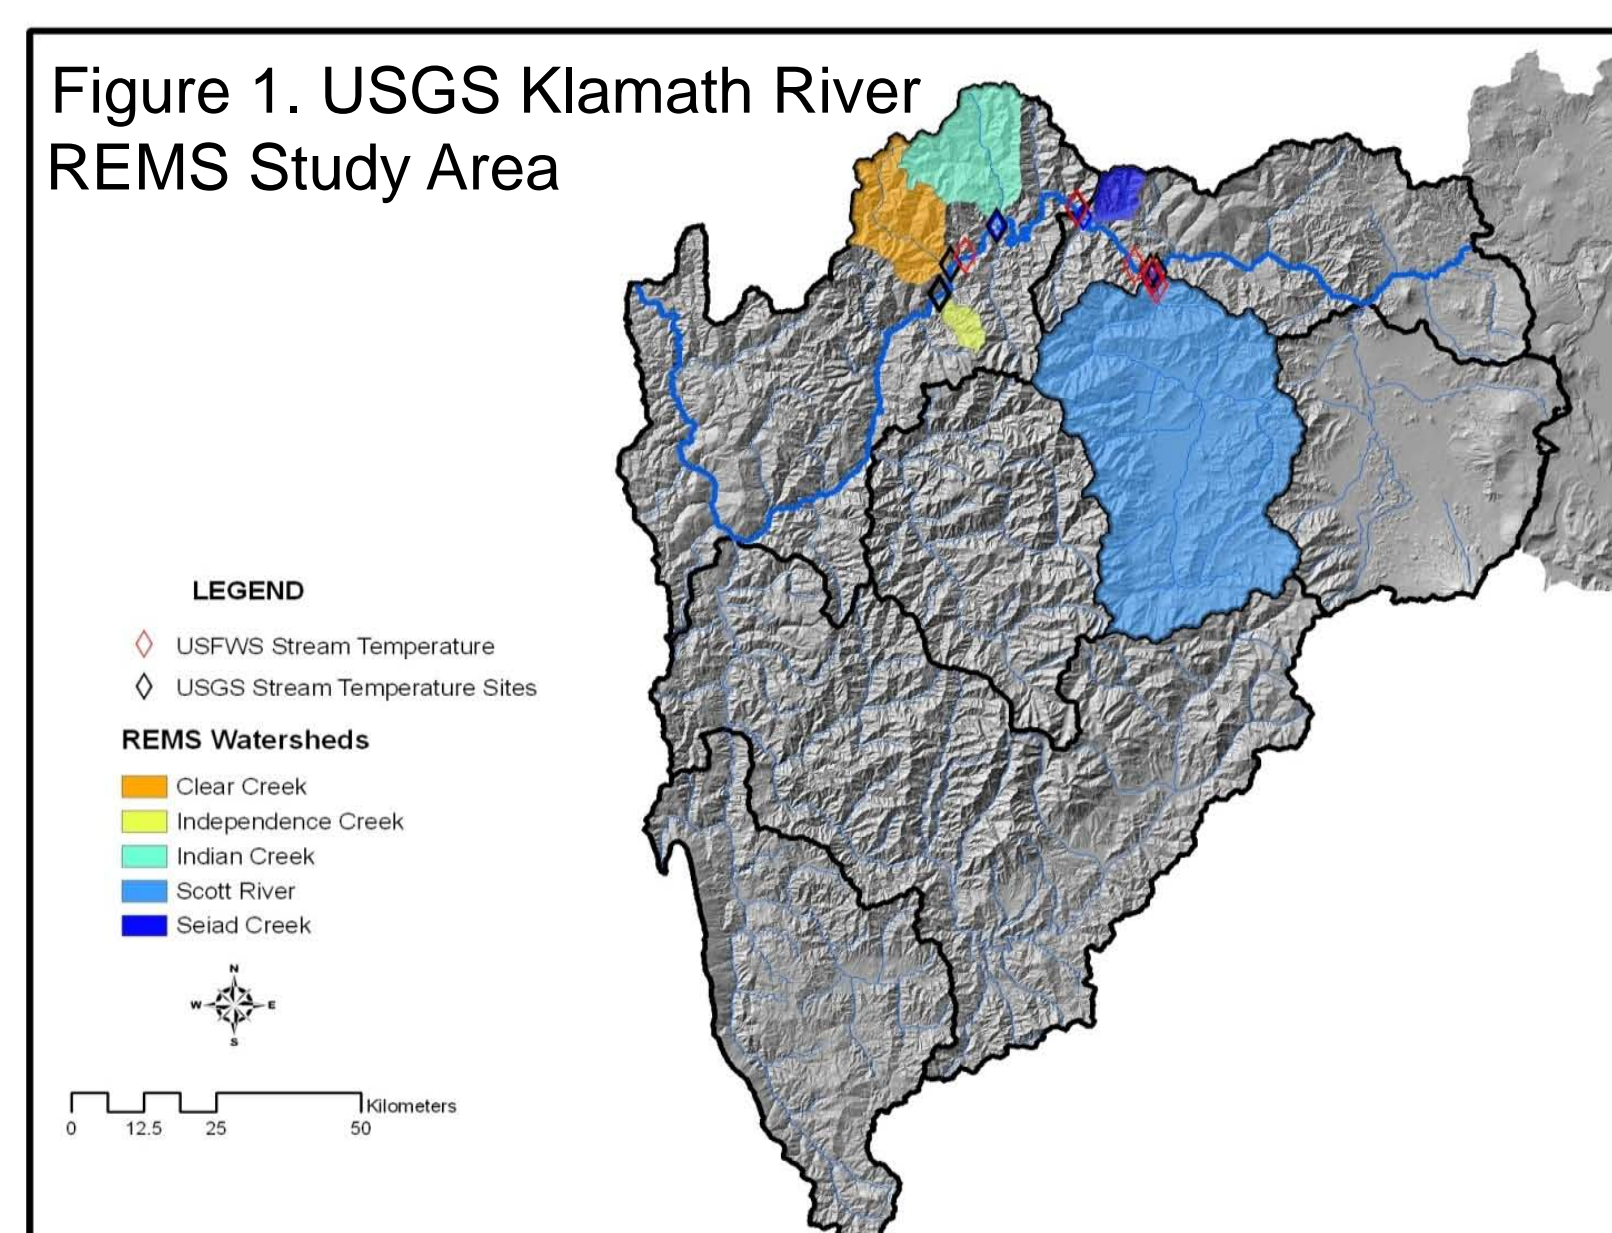 Figure 1. USGS Klamath River
REMS Study Area
LEGEND
USFWS Stream Temperature
USGS Stream Temperature Sites
REMS Watersheds
Clear Creek
Independence Creek
Indian Creek
Scott River
Seiad Creek
N
W E
S
Kilometers
0 12.5 25 50